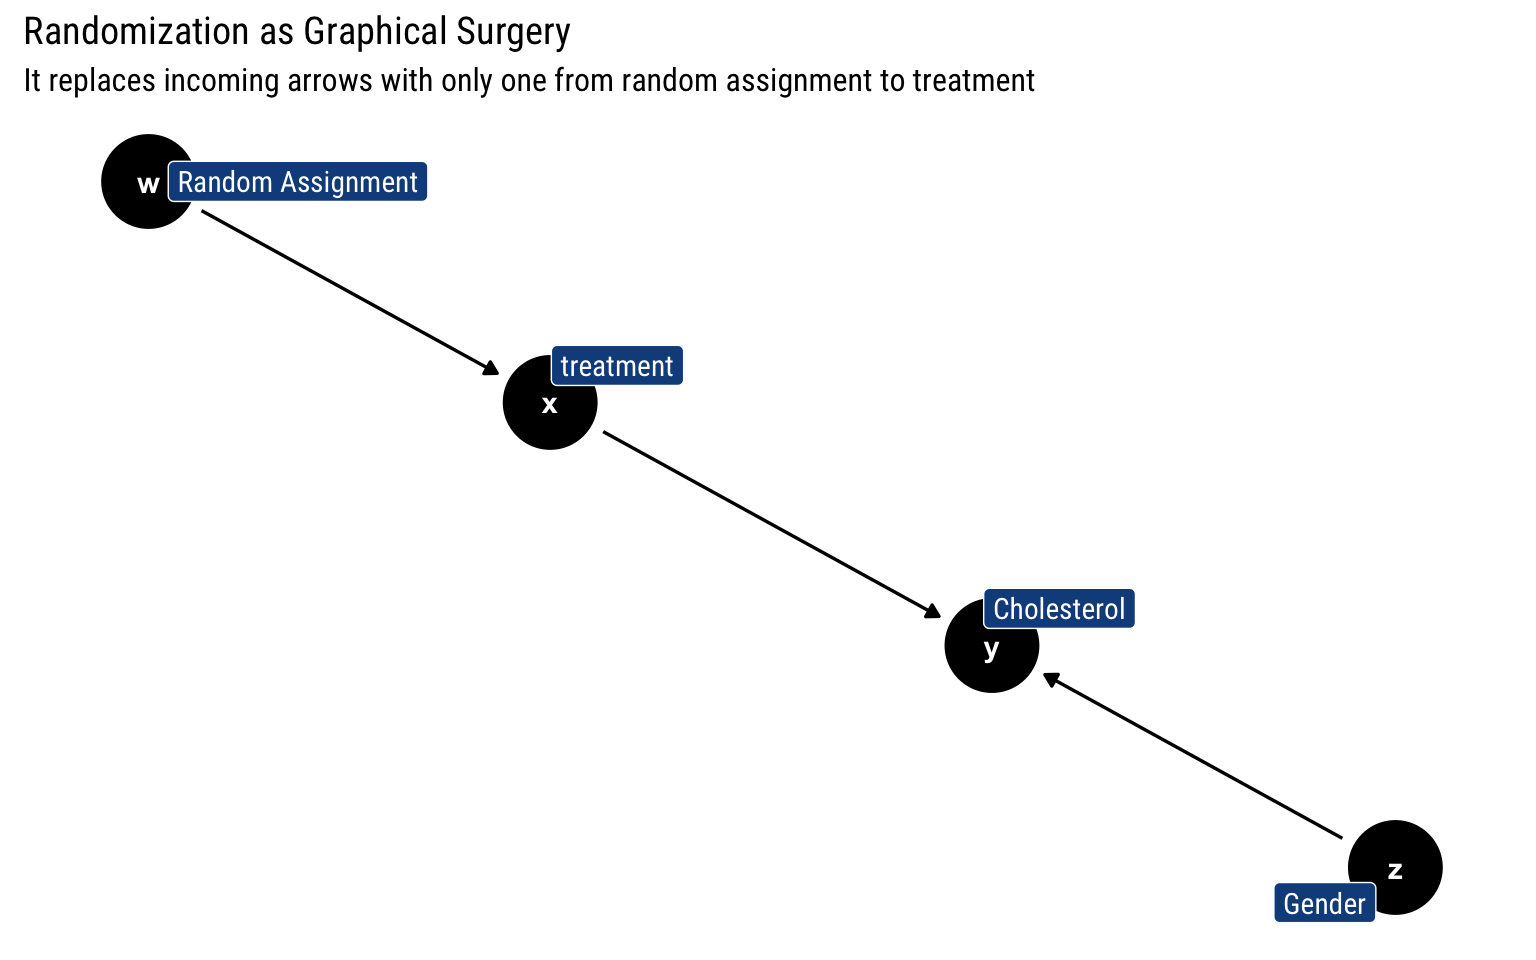 Randomization as Graphical Surgery
It replaces incoming arrows with only one from random assignment to treatment
w
Random Assignment
treatment
x
Cholesterol
y
z
Gender